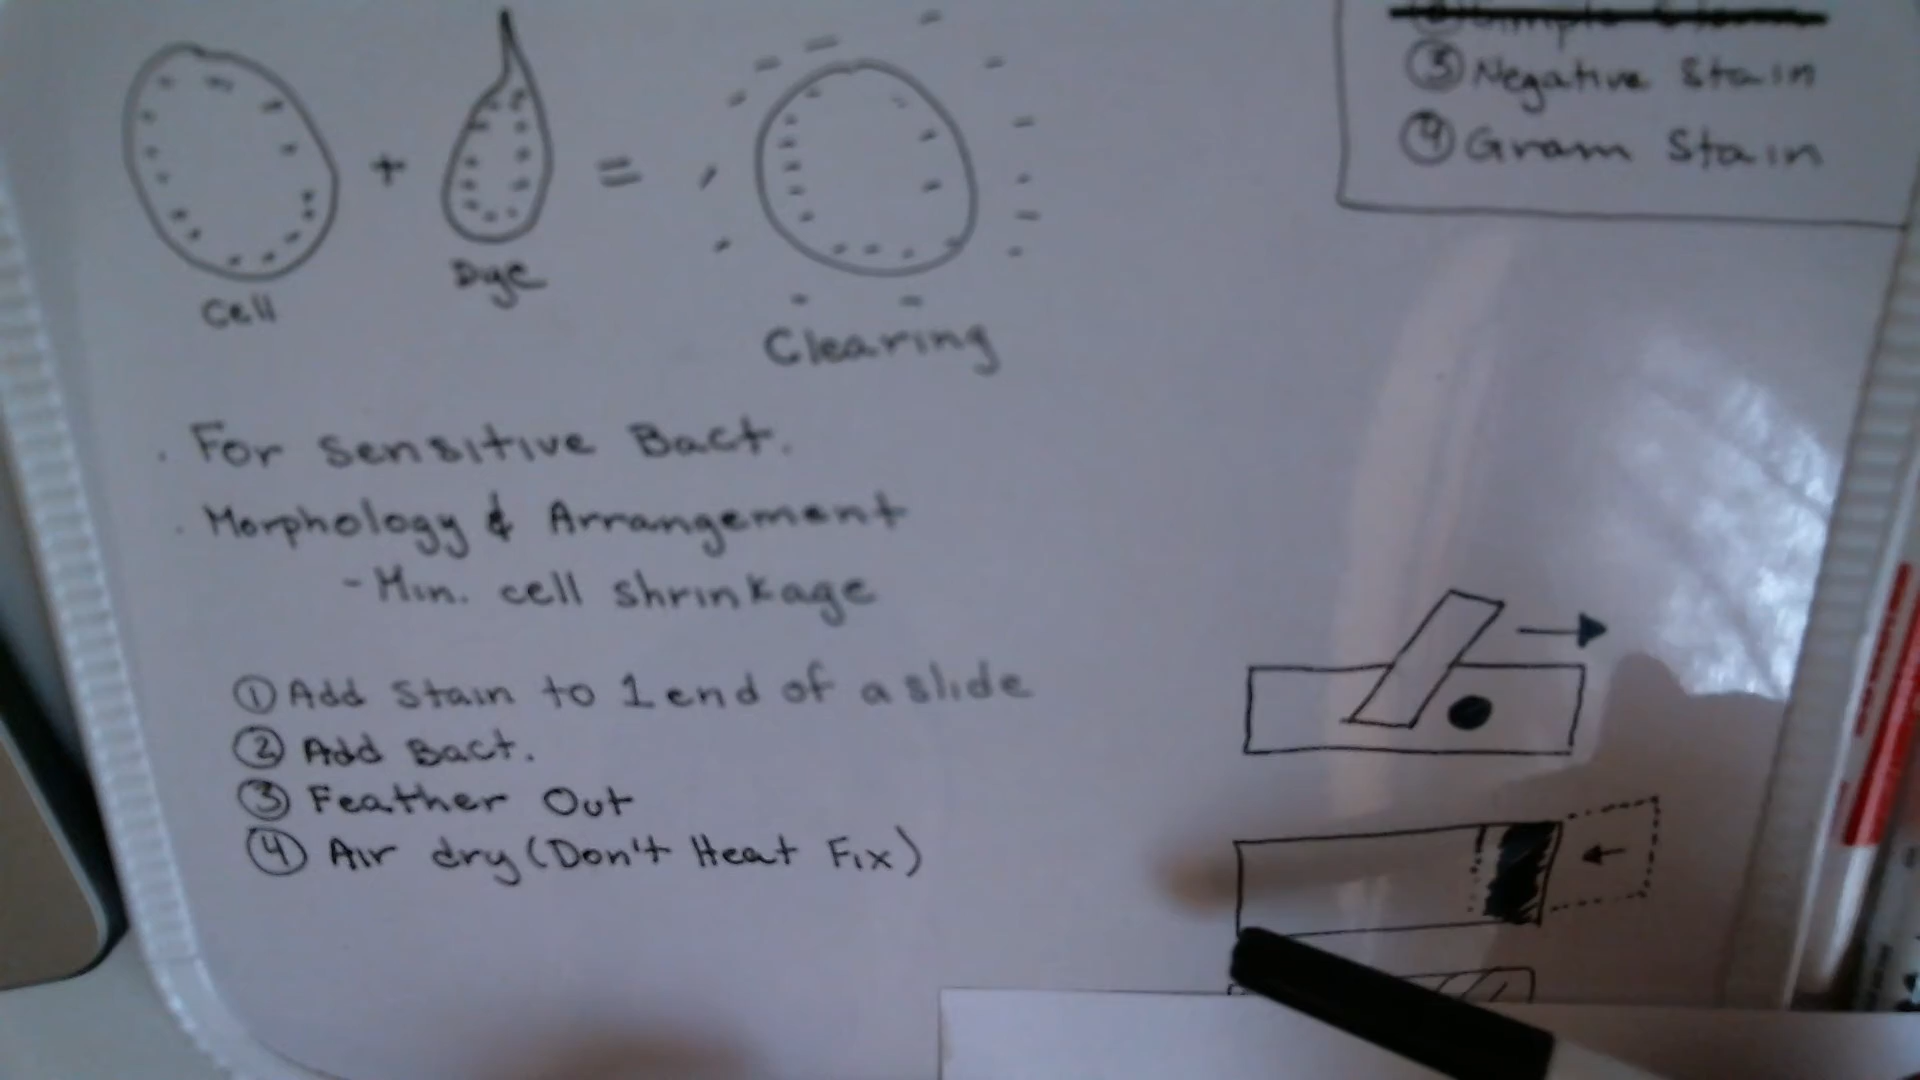 ③ Negative Stain
④ Gram Stain
+ =
Cell
Dye
Clearing
· For sensitive Bact.
· Morphology & Arrangement
- Min. cell shrinkage
① Add Stain to 1 end of a slide
② Add Bact.
③ Feather Out
④ Air dry (Don't Heat Fix)